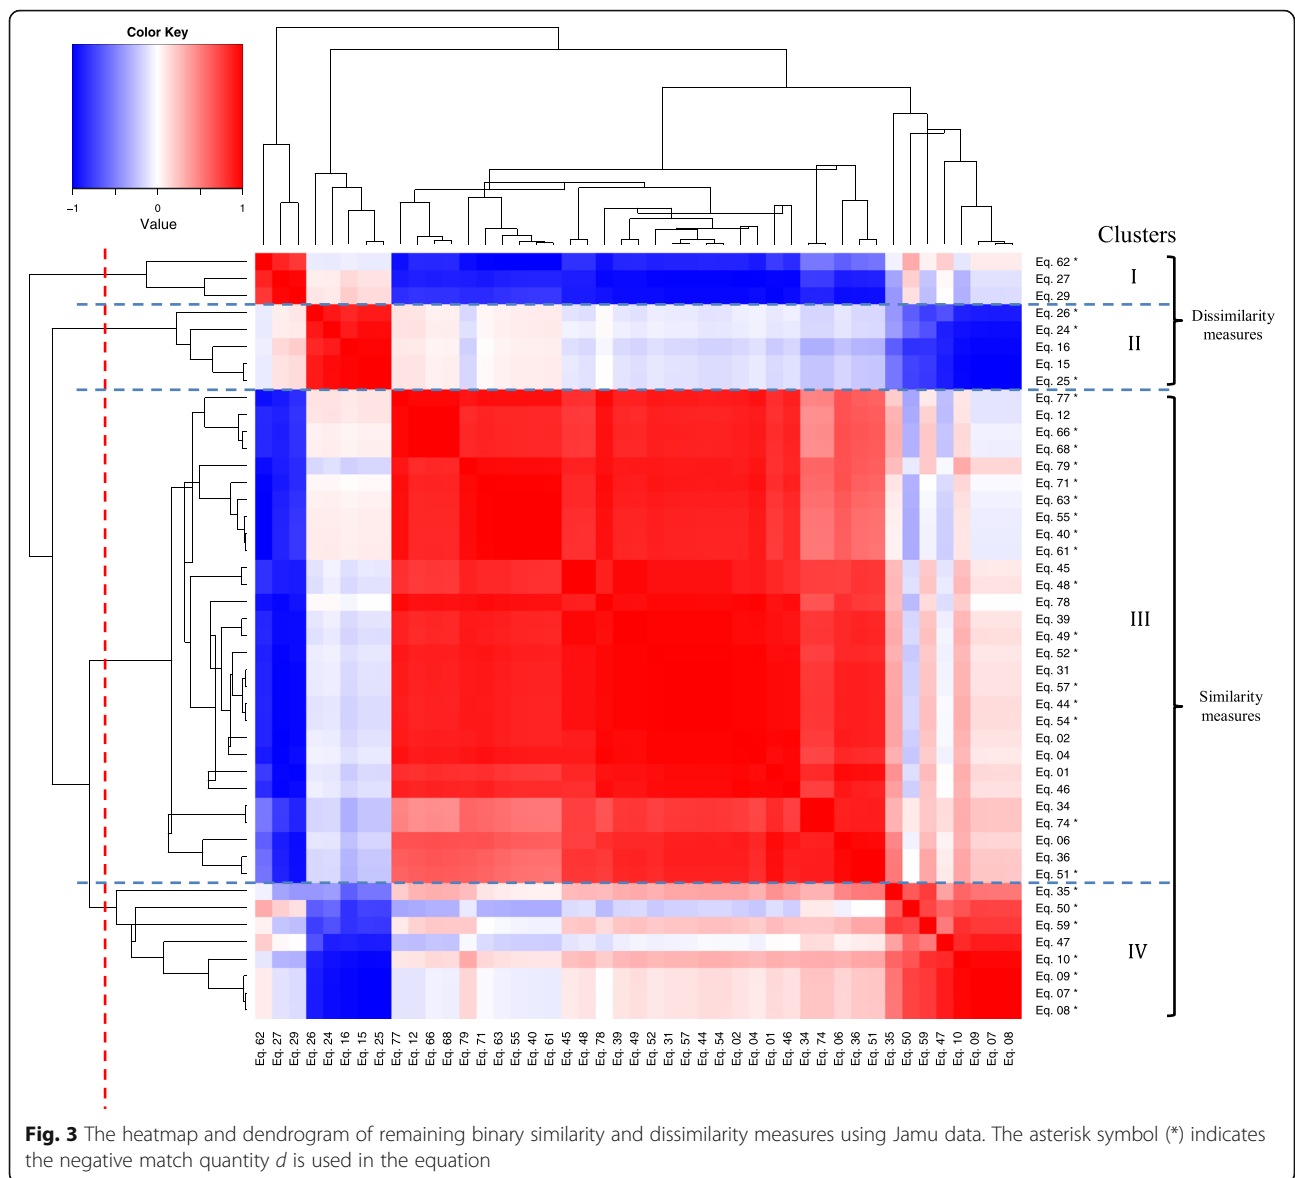 Color Key
−1
0
1
Value
Clusters
Eq. 62 *
Eq. 27
Eq. 29
Eq. 26 *
Eq. 24 *
Eq. 16
Eq. 15
Eq. 25 *
Eq. 77 *
Eq. 12
Eq. 66 *
Eq. 68 *
Eq. 79 *
Eq. 71 *
Eq. 63 *
Eq. 55 *
Eq. 40 *
Eq. 61 *
Eq. 45
Eq. 48 *
Eq. 78
Eq. 39
Eq. 49 *
Eq. 52 *
Eq. 31
Eq. 57 *
Eq. 44 *
Eq. 54 *
Eq. 02
Eq. 04
Eq. 01
Eq. 46
Eq. 34
Eq. 74 *
Eq. 06
Eq. 36
Eq. 51 *
Eq. 35 *
Eq. 50 *
Eq. 59 *
Eq. 47
Eq. 10 *
Eq. 09 *
Eq. 07 *
Eq. 08 *
I
II
III
IV
Dissimilarity
measures
Similarity
measures
Eq. 62
Eq. 27
Eq. 29
Eq. 26
Eq. 24
Eq. 16
Eq. 15
Eq. 25
Eq. 77
Eq. 12
Eq. 66
Eq. 68
Eq. 79
Eq. 71
Eq. 63
Eq. 55
Eq. 40
Eq. 61
Eq. 45
Eq. 48
Eq. 78
Eq. 39
Eq. 49
Eq. 52
Eq. 31
Eq. 57
Eq. 44
Eq. 54
Eq. 02
Eq. 04
Eq. 01
Eq. 46
Eq. 34
Eq. 74
Eq. 06
Eq. 36
Eq. 51
Eq. 35
Eq. 50
Eq. 59
Eq. 47
Eq. 10
Eq. 09
Eq. 07
Eq. 08
Fig. 3 The heatmap and dendrogram of remaining binary similarity and dissimilarity measures using Jamu data. The asterisk symbol (*) indicates
the negative match quantity d is used in the equation